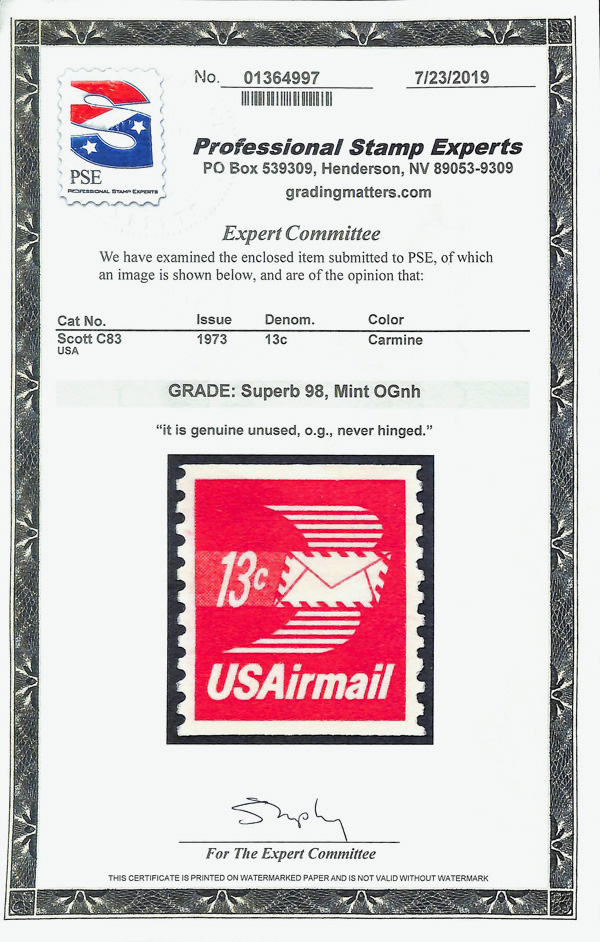 No. 01364997 7/23/2019
PSE
PROFESSIONAL STAMP EXPERTS
Professional Stamp Experts
PO Box 539309, Henderson, NV 89053-9309
gradingmatters.com
Expert Committee
We have examined the enclosed item submitted to PSE, of which
an image is shown below, and are of the opinion that:
Cat No. Issue Denom. Color
Scott C83 1973 13c Carmine
USA
GRADE: Superb 98, Mint OGnh
“it is genuine unused, o.g., never hinged.”
13c
USAirmail
For The Expert Committee
THIS CERTIFICATE IS PRINTED ON WATERMARKED PAPER AND IS NOT VALID WITHOUT WATERMARK